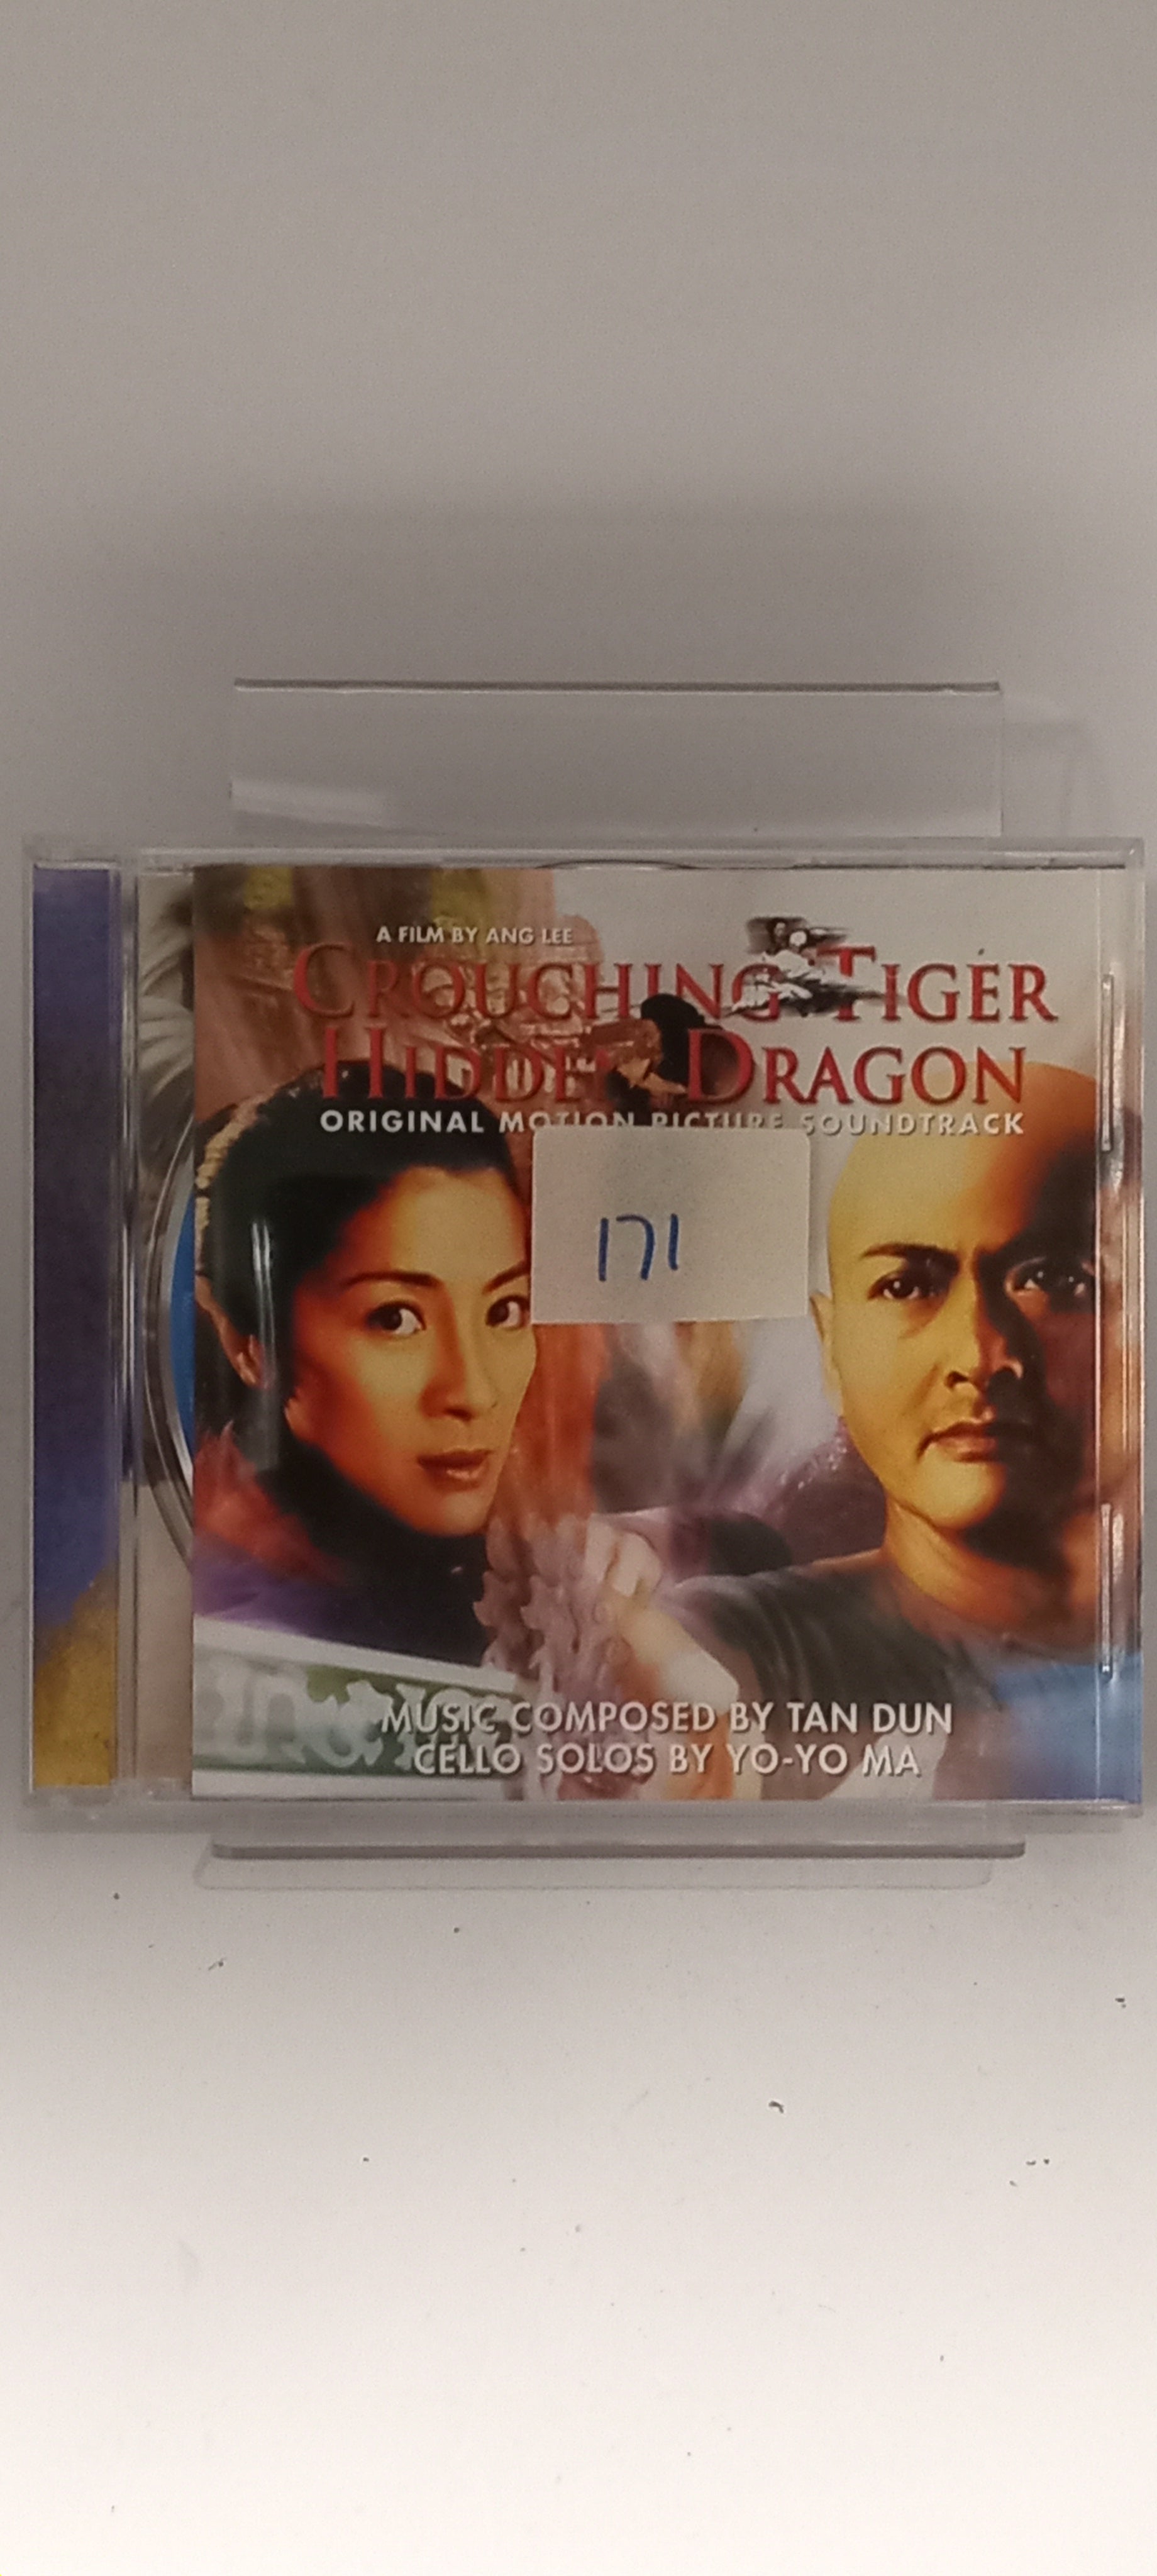 A FILM BY ANG LEE
CROUCHING TIGER
HIDDEN DRAGON
ORIGINAL MOTION PICTURE SOUNDTRACK
171
MUSIC COMPOSED BY TAN DUN
CELLO SOLOS BY YO-YO MA